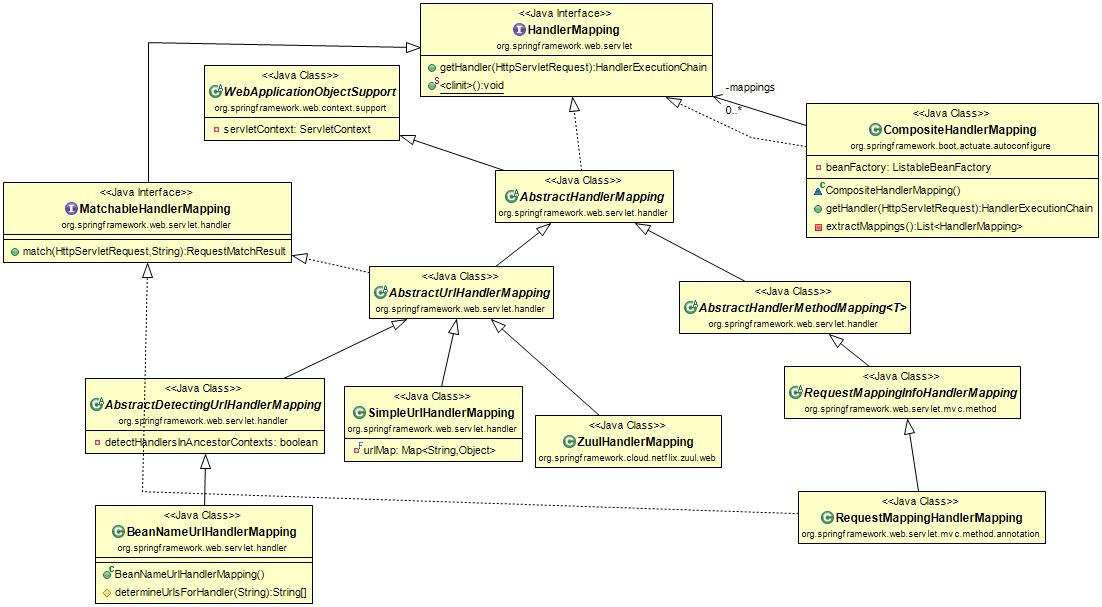 <<Java Interface>>
HandlerMapping
org.springframework.web.servlet
getHandler(HttpServletRequest):HandlerExecutionChain
<clinit>():void
<<Java Class>>
WebApplicationObjectSupport
org.springframework.web.context.support
servletContext: ServletContext
-mappings
0..*
<<Java Class>>
CompositeHandlerMapping
org.springframework.boot.actuate.autoconfigure
beanFactory: ListableBeanFactory
CompositeHandlerMapping()
getHandler(HttpServletRequest):HandlerExecutionChain
extractMappings():List<HandlerMapping>
<<Java Class>>
AbstractHandlerMapping
org.springframework.web.servlet.handler
<<Java Interface>>
MatchableHandlerMapping
org.springframework.web.servlet.handler
match(HttpServletRequest,String):RequestMatchResult
<<Java Class>>
AbstractUrlHandlerMapping
org.springframework.web.servlet.handler
<<Java Class>>
AbstractHandlerMethodMapping<T>
org.springframework.web.servlet.handler
<<Java Class>>
AbstractDetectingUrlHandlerMapping
org.springframework.web.servlet.handler
detectHandlersInAncestorContexts: boolean
<<Java Class>>
SimpleUrlHandlerMapping
org.springframework.web.servlet.handler
urlMap: Map<String,Object>
<<Java Class>>
ZuulHandlerMapping
org.springframework.cloud.netflix.zuul.web
<<Java Class>>
RequestMappingInfoHandlerMapping
org.springframework.web.servlet.mvc.method
<<Java Class>>
BeanNameUrlHandlerMapping
org.springframework.web.servlet.handler
BeanNameUrlHandlerMapping()
determineUrlsForHandler(String):String[]
<<Java Class>>
RequestMappingHandlerMapping
org.springframework.web.servlet.mvc.method.annotation